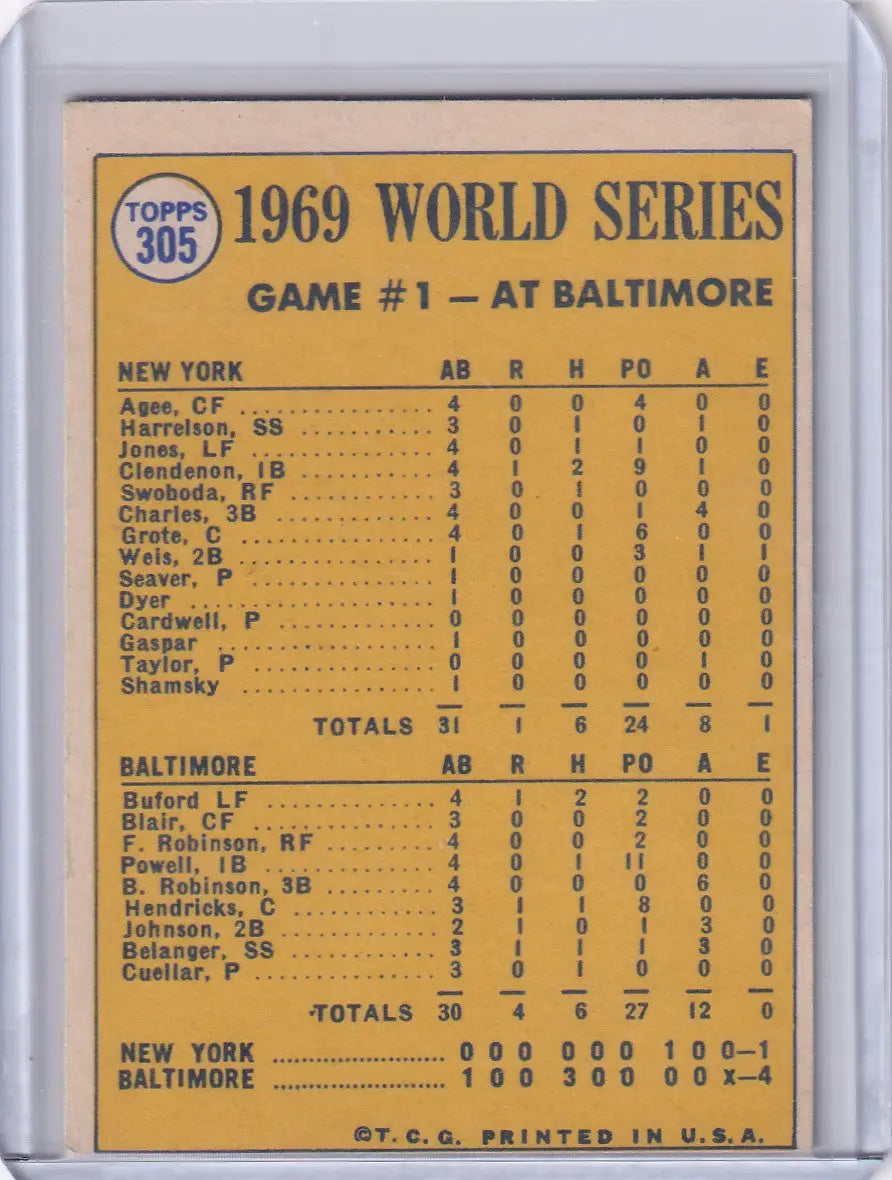 TOPPS
305
1969 WORLD SERIES
GAME #1 — AT BALTIMORE
NEW YORK AB R H PO A E
Agee, CF .................... 4 0 0 4 0 0
Harrelson, SS ............ 3 0 1 0 1 0
Jones, LF .................. 4 0 1 1 0 0
Clendenon, 1B ............ 4 1 2 9 1 0
Swoboda, RF ............ 3 0 1 0 0 0
Charles, 3B .............. 4 0 0 1 4 0
Grote, C .................. 4 0 1 6 0 0
Weis, 2B .................. 1 0 0 3 1 1
Seaver, P ................ 1 0 0 0 0 0
Dyer ........................ 1 0 0 0 0 0
Cardwell, P .............. 0 0 0 0 0 0
Gaspar .................... 1 0 0 0 0 0
Taylor, P ................ 0 0 0 0 1 0
Shamsky .................. 1 0 0 0 0 0
TOTALS 31 1 6 24 8 1
BALTIMORE AB R H PO A E
Buford LF ................ 4 1 2 2 0 0
Blair, CF .................. 3 0 0 2 0 0
F. Robinson, RF ........ 4 0 0 2 0 0
Powell, 1B ................ 4 0 1 11 0 0
B. Robinson, 3B ........ 4 0 0 0 6 0
Hendricks, C ............ 3 1 1 8 0 0
Johnson, 2B .............. 2 1 0 1 3 0
Belanger, SS ............ 3 1 1 1 3 0
Cuellar, P ................ 3 0 1 0 0 0
TOTALS 30 4 6 27 12 0
NEW YORK ........................ 0 0 0 0 0 0 1 0 0—1
BALTIMORE ........................ 1 0 0 3 0 0 0 0 x—4
©T. C. G. PRINTED IN U.S.A.